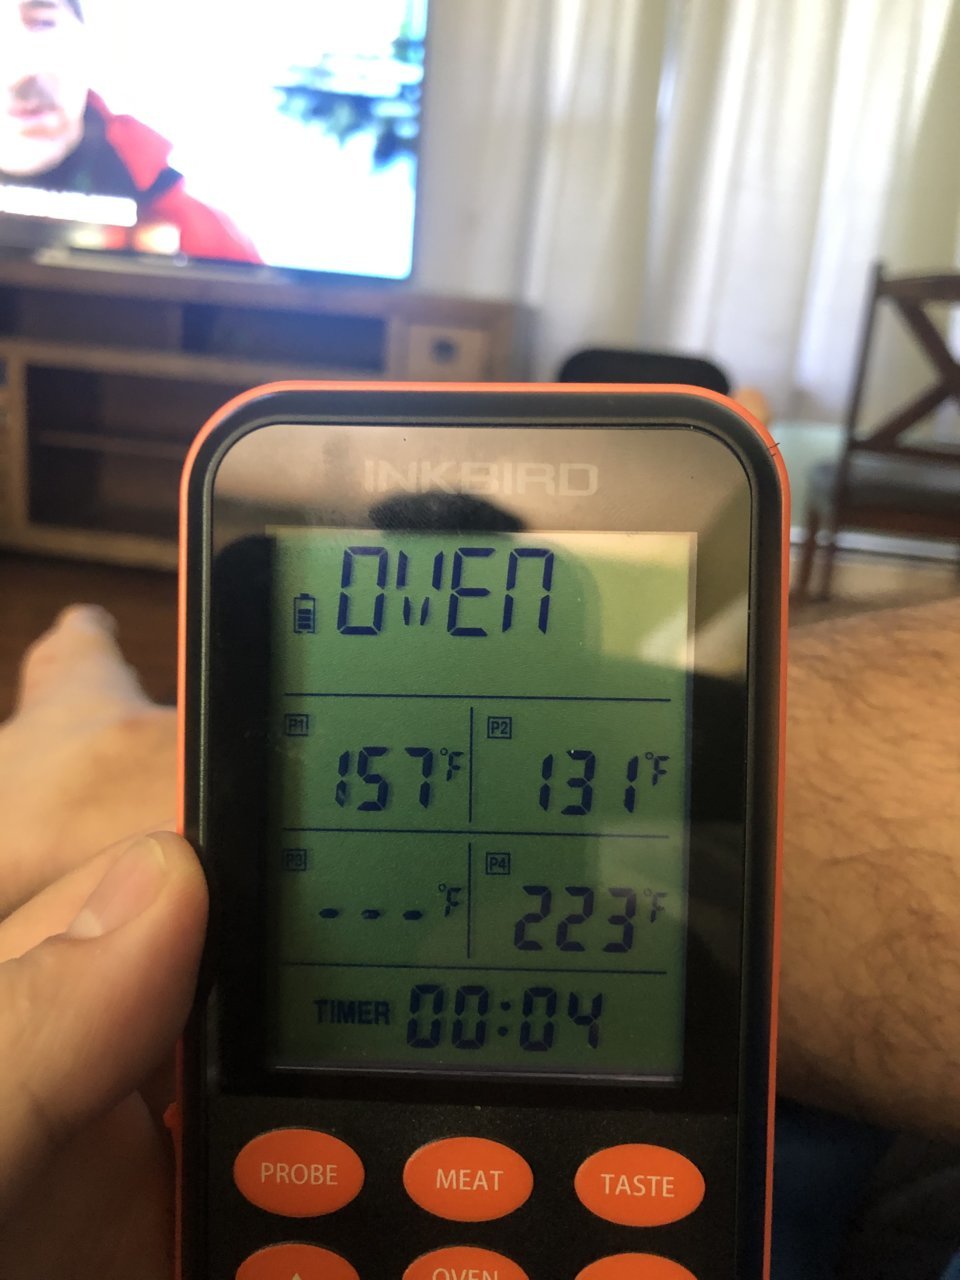 INKBIRD
OVEN
P1 157°F P2 131°F
P3 ---°F P4 223°F
TIMER 00:04
PROBE MEAT TASTE
OVEN